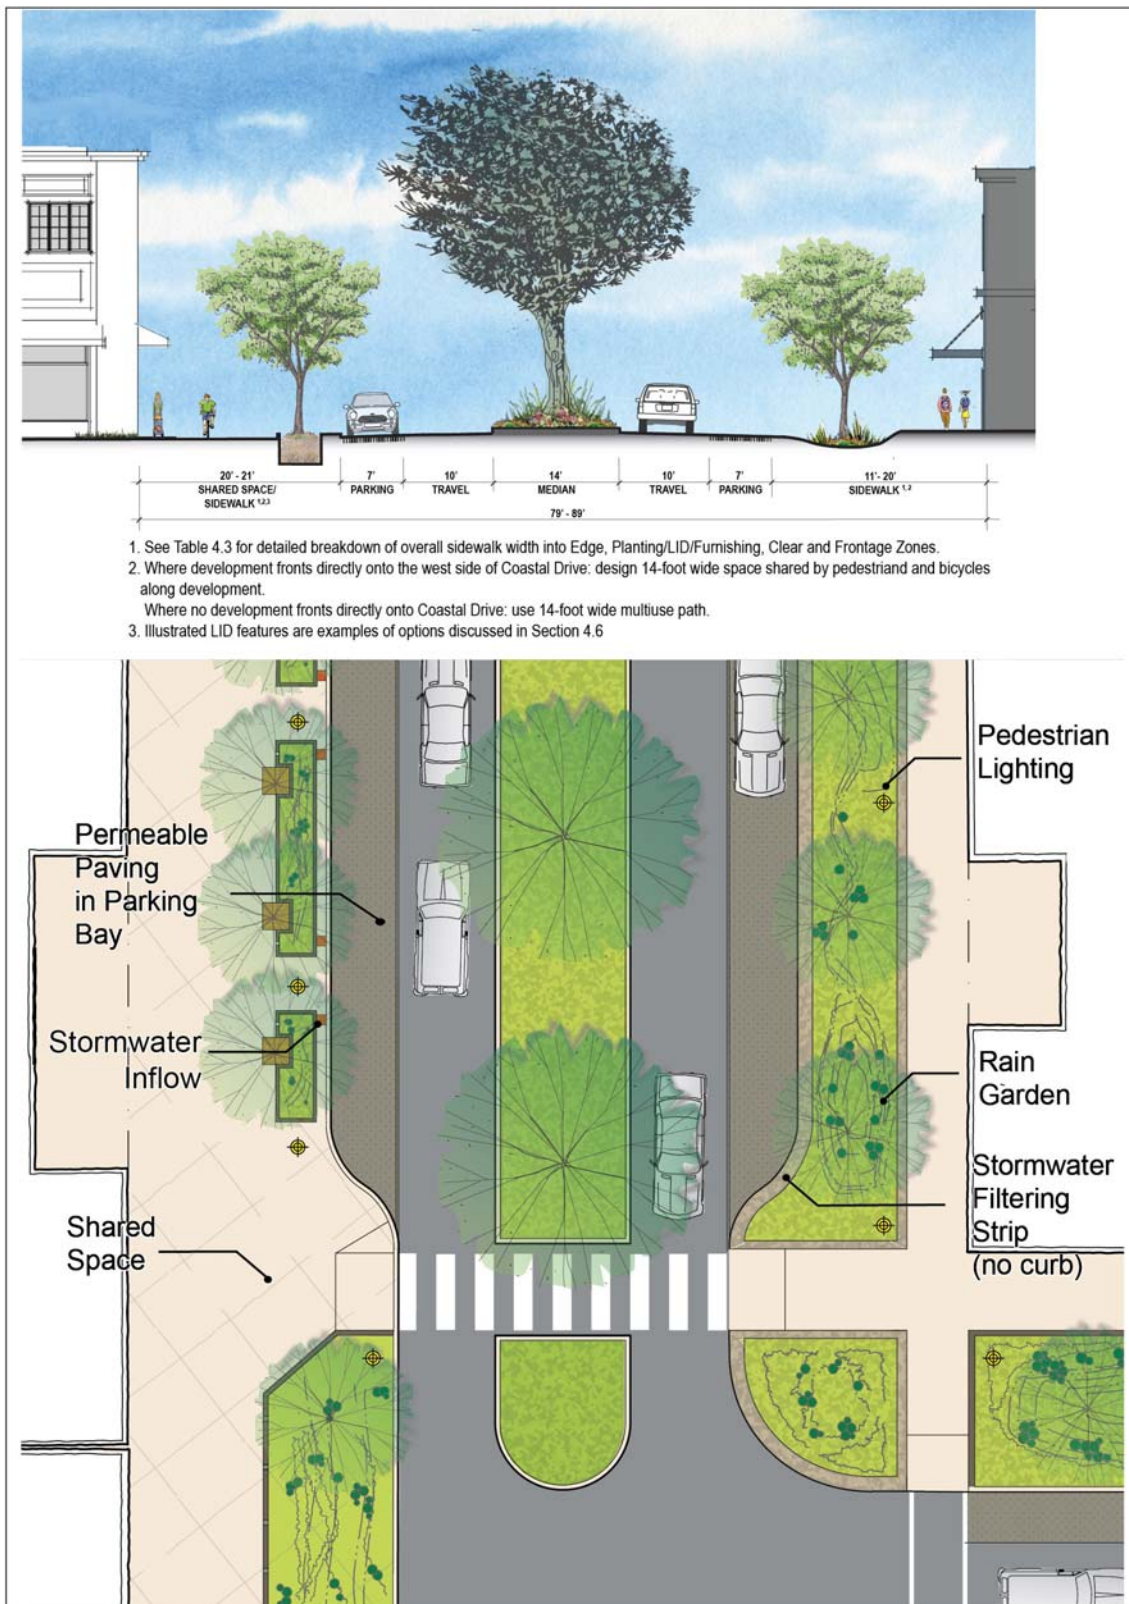 20' - 21'
SHARED SPACE/
SIDEWALK 1,2,3
7'
PARKING
10'
TRAVEL
14'
MEDIAN
10'
TRAVEL
7'
PARKING
11'- 20'
SIDEWALK 1, 2
79' - 89'
1. See Table 4.3 for detailed breakdown of overall sidewalk width into Edge, Planting/LID/Furnishing, Clear and Frontage Zones.
2. Where development fronts directly onto the west side of Coastal Drive: design 14-foot wide space shared by pedestriand and bicycles
along development.
Where no development fronts directly onto Coastal Drive: use 14-foot wide multiuse path.
3. Illustrated LID features are examples of options discussed in Section 4.6
Pedestrian
Lighting
Permeable
Paving
in Parking
Bay
Stormwater
Inflow
Rain
Garden
Stormwater
Filtering
Strip
(no curb)
Shared
Space